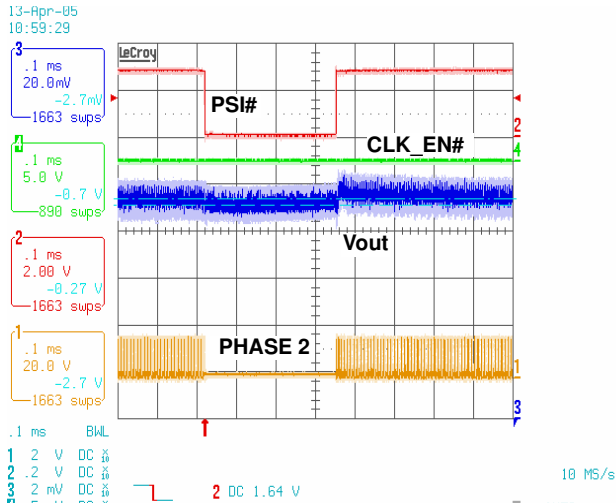 13-Apr-05
10:59:29
LeCroy
3
.1 ms
20.0mV
-2.7mV
1663 swps
PSI#
2
4
CLK_EN#
4
.1 ms
5.0 V
-0.7 V
890 swps
Vout
2
.1 ms
2.00 V
-0.27 V
1663 swps
1
.1 ms
20.0 V
-2.7 V
1663 swps
PHASE 2
1
3
.1 ms BWL
1 2 V DC
2 .2 V DC
3 2 mV DC
2 DC 1.64 V
10 MS/s